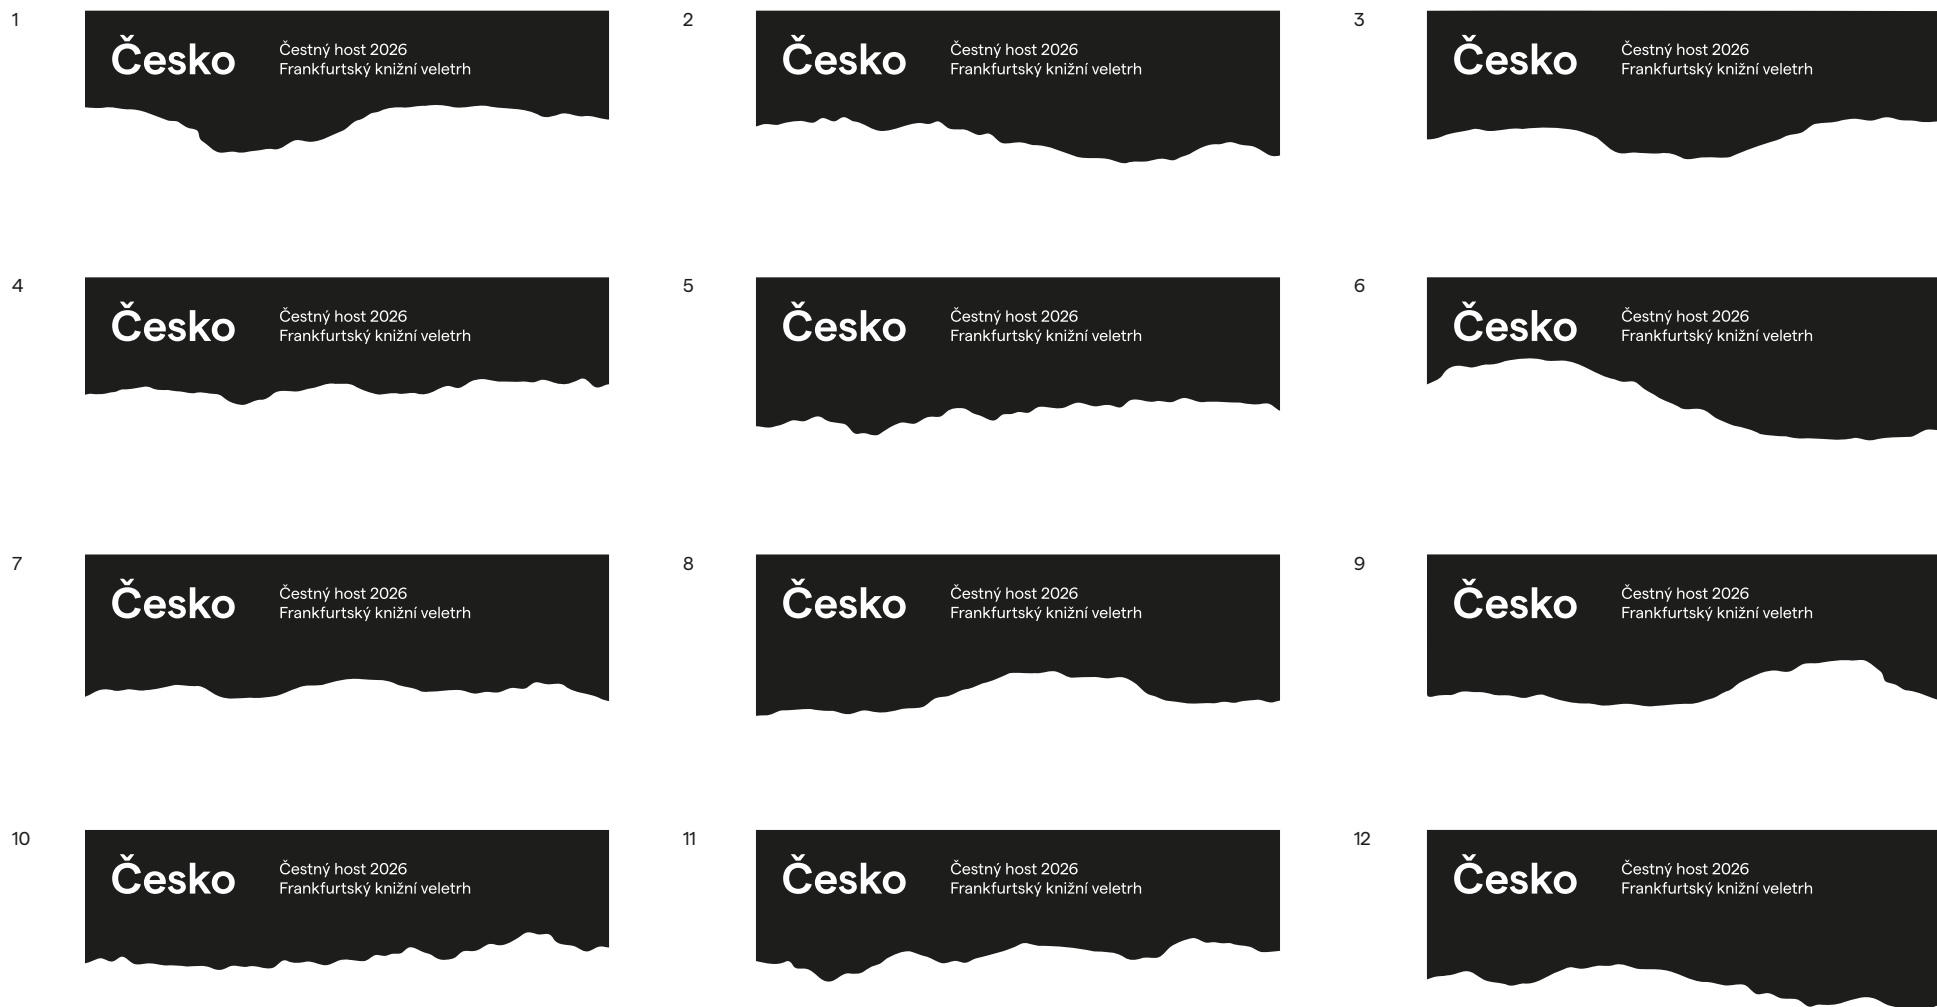 1
Česko
Čestný host 2026
Frankfurtský knižní veletrh
2
Česko
Čestný host 2026
Frankfurtský knižní veletrh
3
Česko
Čestný host 2026
Frankfurtský knižní veletrh
4
Česko
Čestný host 2026
Frankfurtský knižní veletrh
5
Česko
Čestný host 2026
Frankfurtský knižní veletrh
6
Česko
Čestný host 2026
Frankfurtský knižní veletrh
7
Česko
Čestný host 2026
Frankfurtský knižní veletrh
8
Česko
Čestný host 2026
Frankfurtský knižní veletrh
9
Česko
Čestný host 2026
Frankfurtský knižní veletrh
10
Česko
Čestný host 2026
Frankfurtský knižní veletrh
11
Česko
Čestný host 2026
Frankfurtský knižní veletrh
12
Česko
Čestný host 2026
Frankfurtský knižní veletrh